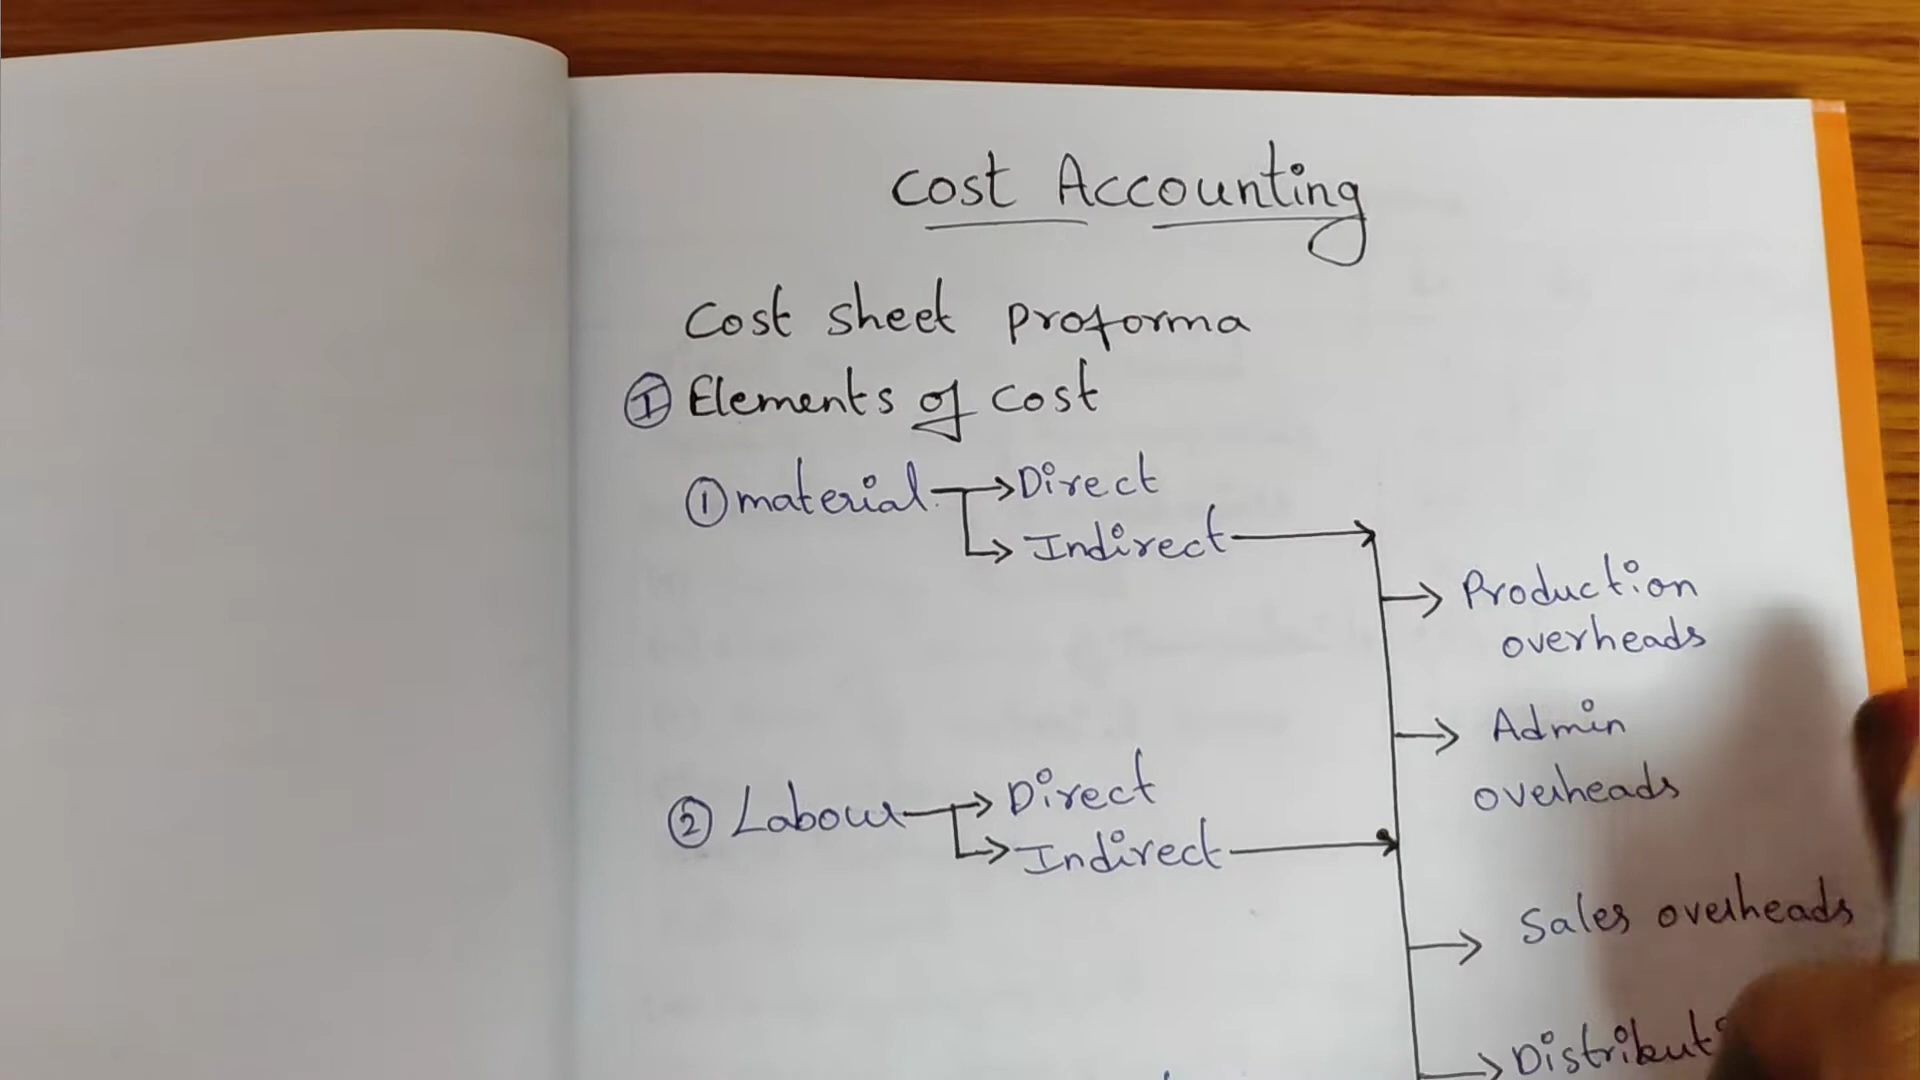 Cost Accounting
Cost sheet proforma
I Elements of cost
1 material Direct
Indirect
Production
overheads
Admin
overheads
2 Labour Direct
Indirect
Sales overheads